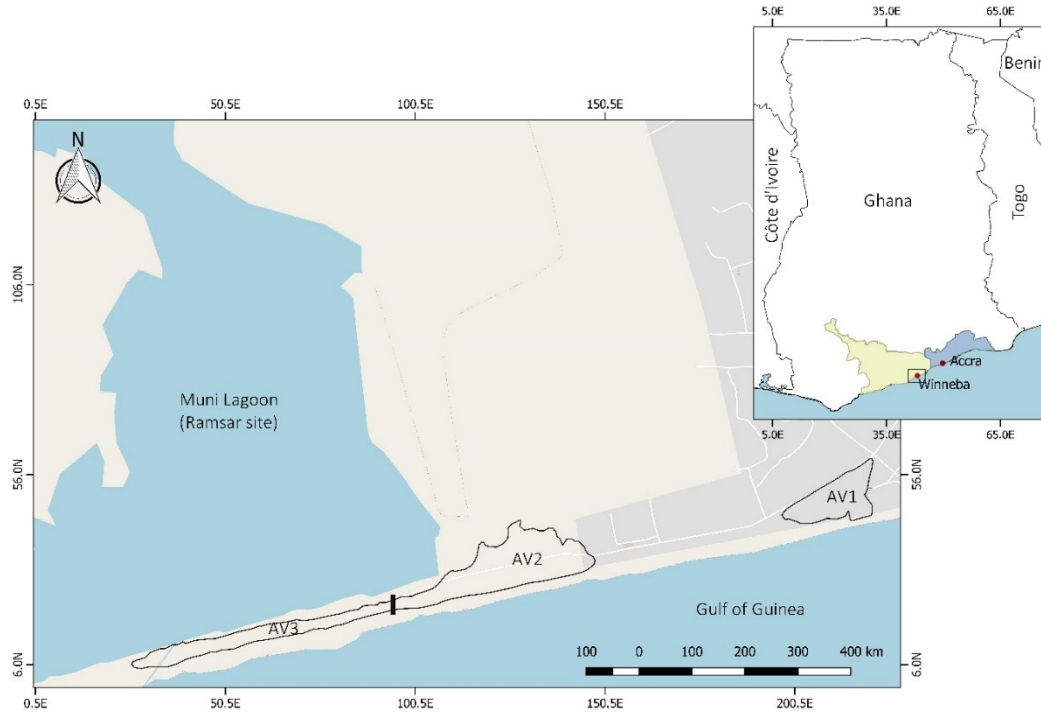 5.0E 35.0E 65.0E
Benin
Côte d'Ivoire
Ghana
Togo
Accra
Winneba
5.0E 35.0E 65.0E
0.5E 50.5E 100.5E 150.5E
N
106.0N
Muni Lagoon
(Ramsar site)
56.0N 56.0N
AV1
AV2
AV3
Gulf of Guinea
100 0 100 200 300 400 km
6.0N 6.0N
0.5E 50.5E 100.5E 150.5E 200.5E